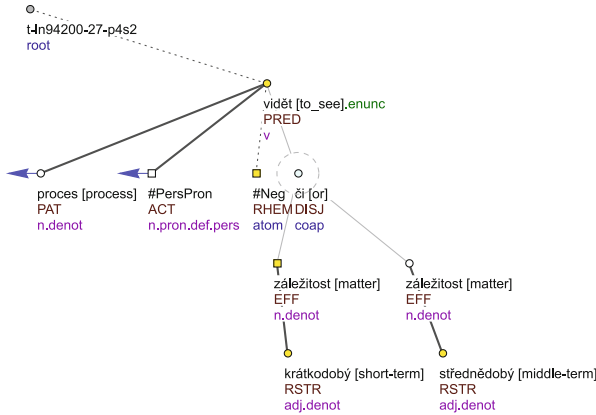 t-ln94200-27-p4s2
root
vidět [to_see].enunc
PRED
v
proces [process] #PersPron #Neg či [or]
PAT ACT RHEM DISJ
n.denot n.pron.def.pers atom coap
záležitost [matter] záležitost [matter]
EFF EFF
n.denot n.denot
krátkodobý [short-term] střednědobý [middle-term]
RSTR RSTR
adj.denot adj.denot